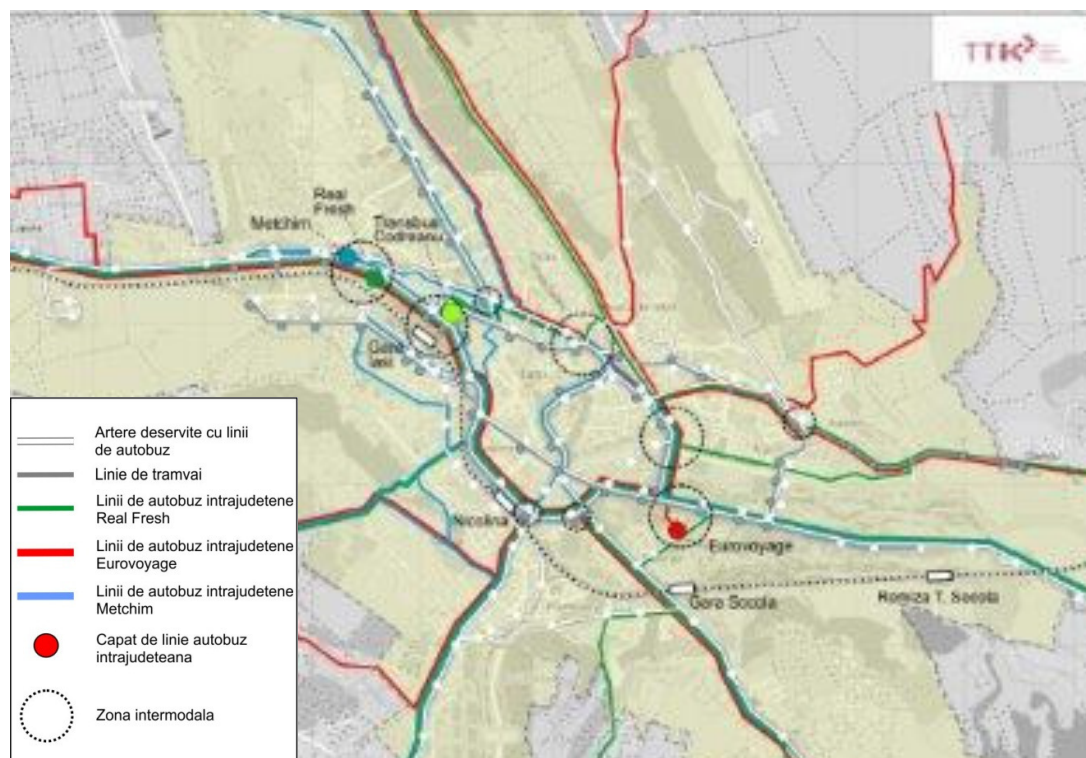 TTK
Real
Fresh
Metchim
Transbus
Codreanu
Gara
Iasi
Nicolina
Eurovoyage
Gara Socola
Remiza T. Socola
Artere deservite cu linii
de autobuz
Linie de tramvai
Linii de autobuz intrajudetene
Real Fresh
Linii de autobuz intrajudetene
Eurovoyage
Linii de autobuz intrajudetene
Metchim
Capat de linie autobuz
intrajudeteana
Zona intermodala